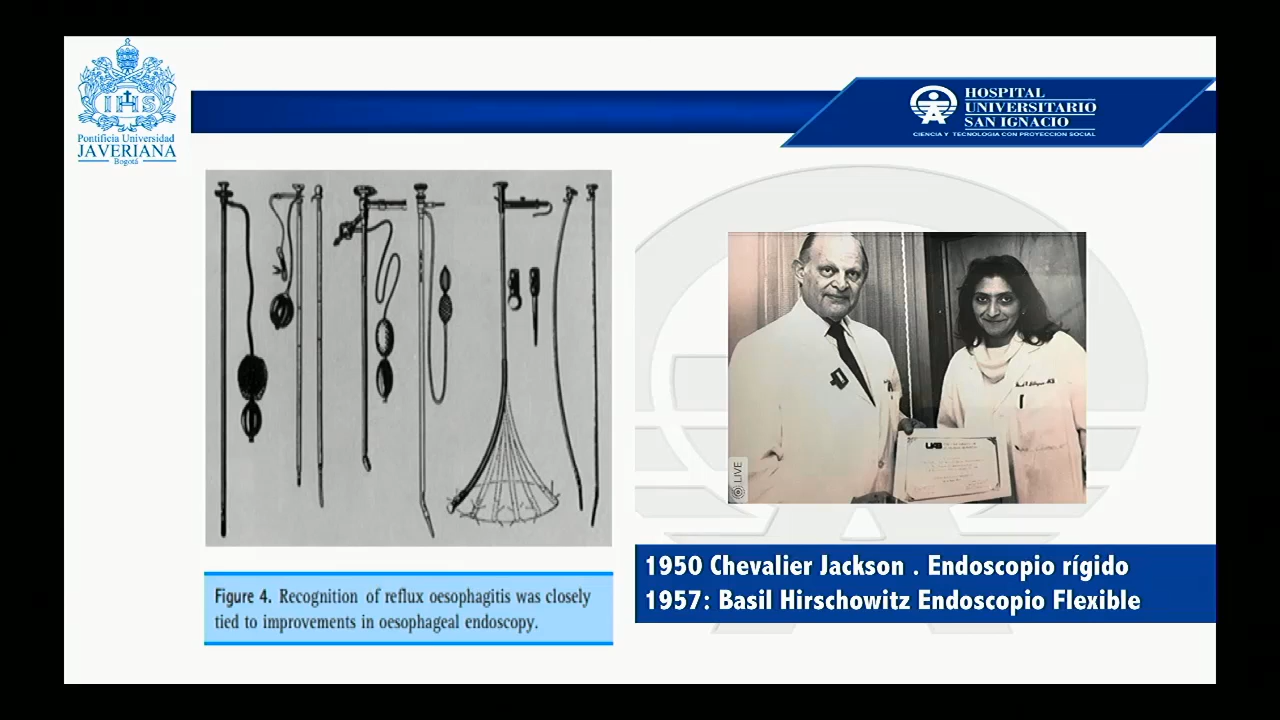 IHS
Pontificia Universidad
JAVERIANA
Bogotá
HOSPITAL
UNIVERSITARIO
SAN IGNACIO
CIENCIA Y TECNOLOGIA CON PROYECCION SOCIAL
LIVE
UAB
Figure 4. Recognition of reflux oesophagitis was closely
tied to improvements in oesophageal endoscopy.
1950 Chevalier Jackson . Endoscopio rígido
1957: Basil Hirschowitz Endoscopio Flexible